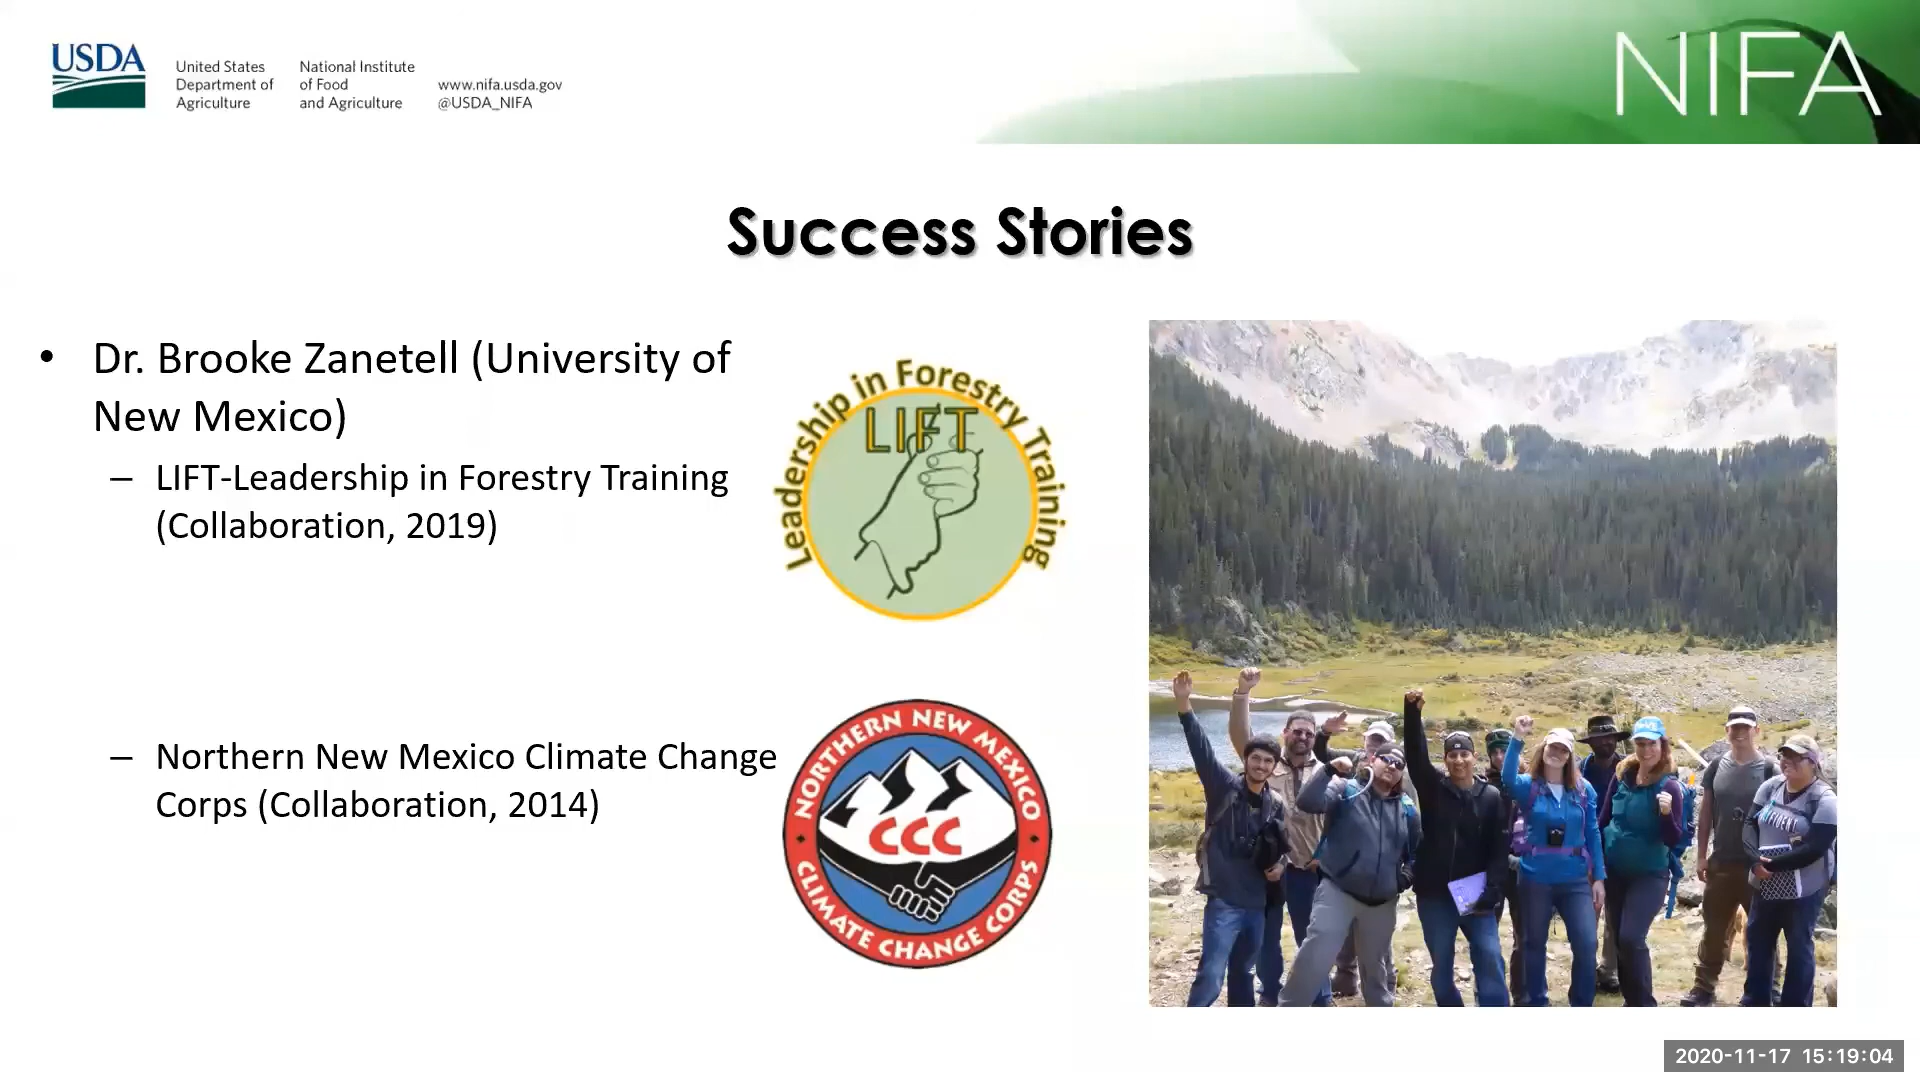 USDA
United States
Department of
Agriculture
National Institute
of Food
and Agriculture
www.nifa.usda.gov
@USDA_NIFA
NIFA
Success Stories
• Dr. Brooke Zanetell (University of
New Mexico)
– LIFT-Leadership in Forestry Training
(Collaboration, 2019)
Leadership in Forestry Training
LIFT
– Northern New Mexico Climate Change
Corps (Collaboration, 2014)
NORTHERN NEW MEXICO
CCC
CLIMATE CHANGE CORPS
2020-11-17 15:19:04